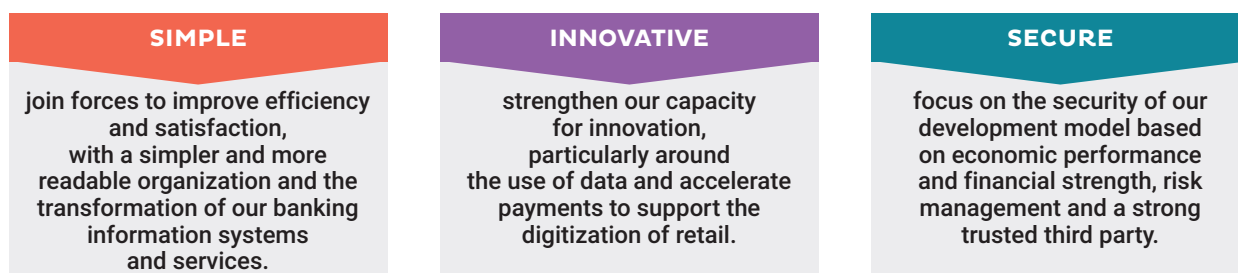 SIMPLE
join forces to improve efficiency
and satisfaction,
with a simpler and more
readable organization and the
transformation of our banking
information systems
and services.
INNOVATIVE
strengthen our capacity
for innovation,
particularly around
the use of data and accelerate
payments to support the
digitization of retail.
SECURE
focus on the security of our
development model based
on economic performance
and financial strength, risk
management and a strong
trusted third party.